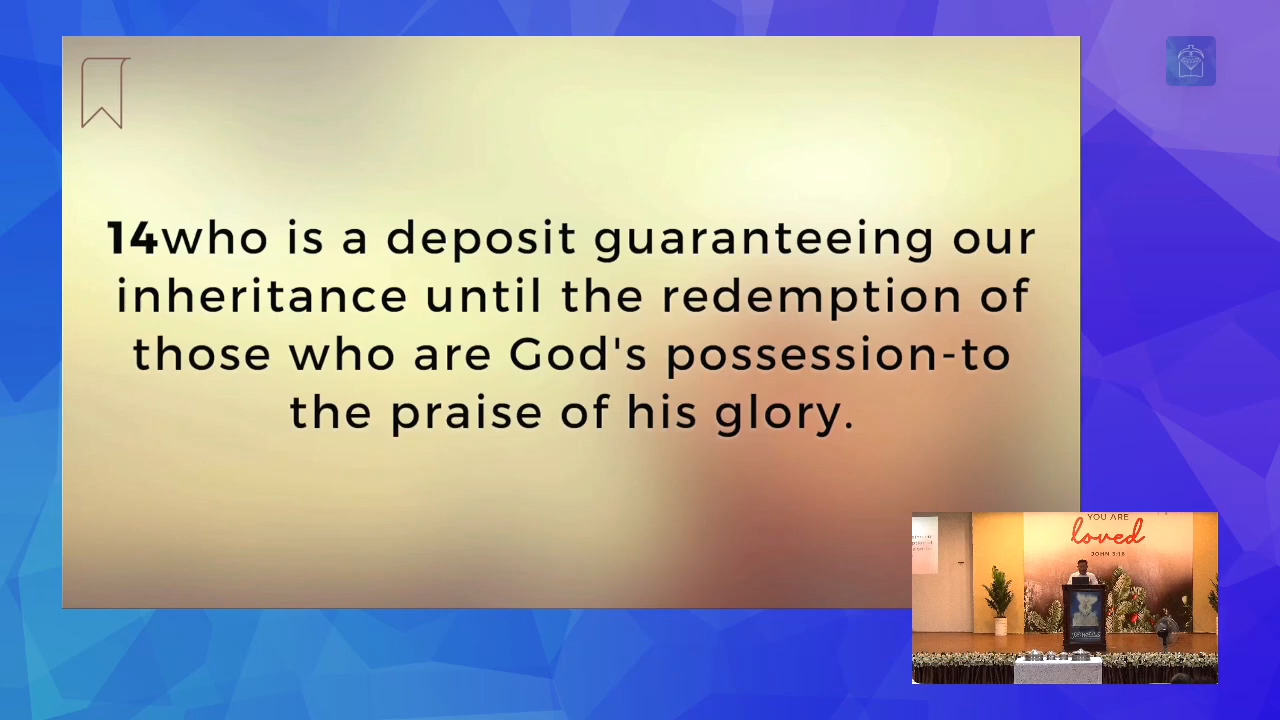 14who is a deposit guaranteeing our
inheritance until the redemption of
those who are God's possession-to
the praise of his glory.
YOU ARE
loved
JOHN 3:16